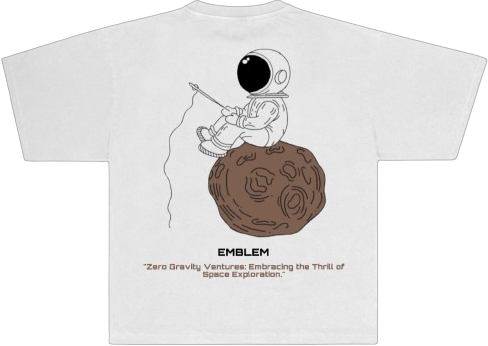 EMBLEM
"Zero Gravity Ventures: Embracing the Thrill of
Space Exploration."